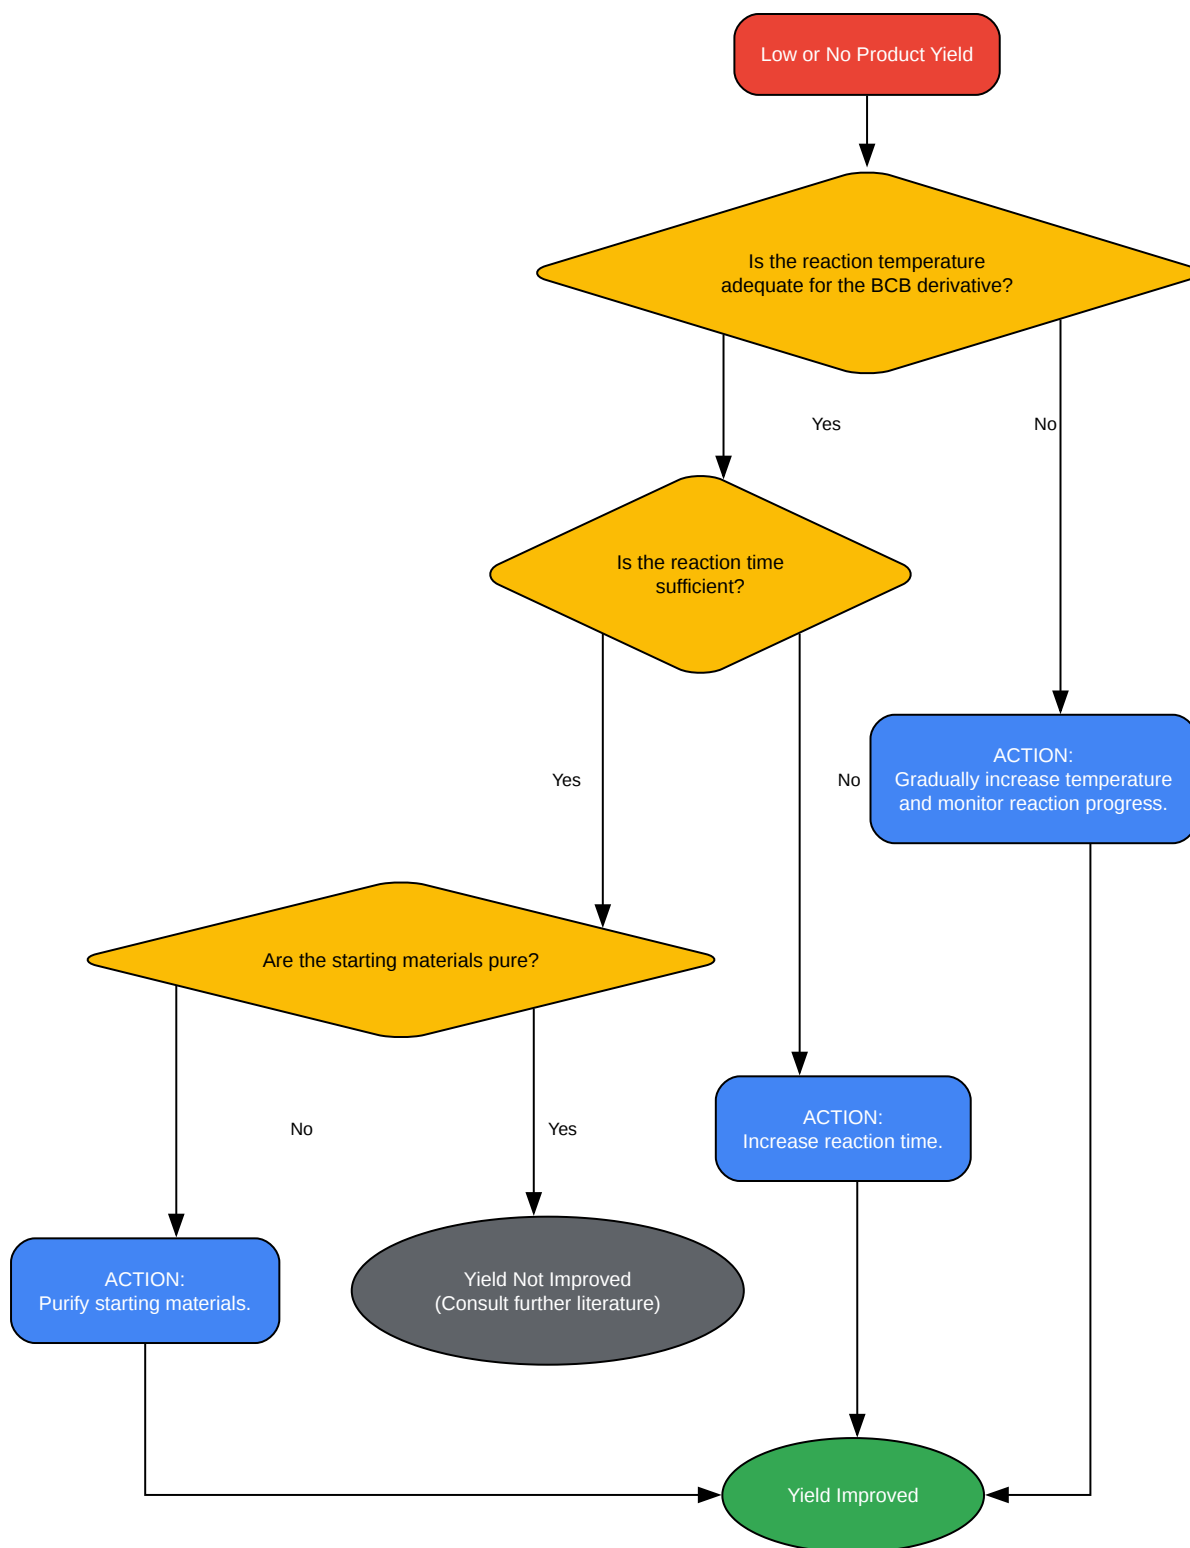 Low or No Product Yield
Is the reaction temperature
adequate for the BCB derivative?
Yes
No
Is the reaction time
sufficient?
ACTION:
Gradually increase temperature
and monitor reaction progress.
Yes
No
Are the starting materials pure?
ACTION:
Increase reaction time.
No
Yes
ACTION:
Purify starting materials.
Yield Not Improved
(Consult further literature)
Yield Improved